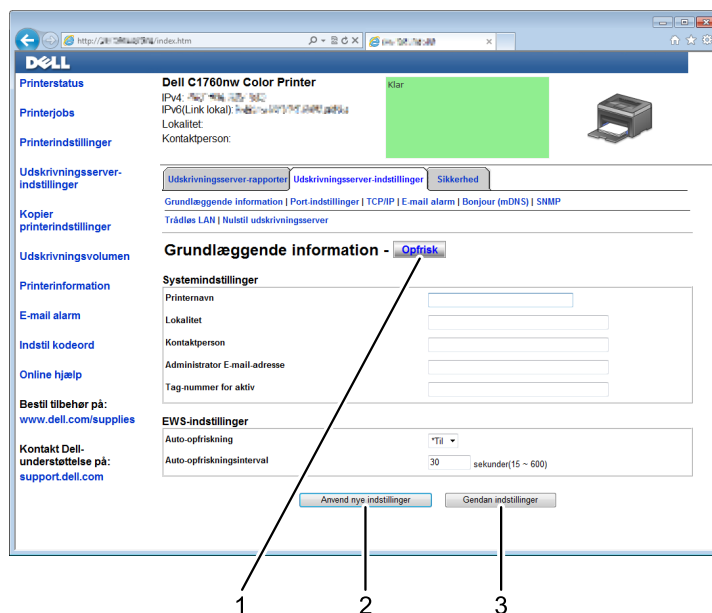 http://
/index.htm
DELL
Printerstatus
Printerjobs
Printerindstillinger
Udskrivningsserver-
indstillinger
Kopier
printerindstillinger
Udskrivningsvolumen
Printerinformation
E-mail alarm
Indstil kodeord
Online hjælp
Bestil tilbehør på:
www.dell.com/supplies
Kontakt Dell-
understøttelse på:
support.dell.com
Dell C1760nw Color Printer
IPv4:
IPv6(Link lokal):
Lokalitet:
Kontaktperson:
Klar
Udskrivningsserver-rapporter Udskrivningsserver-indstillinger Sikkerhed
Grundlæggende information | Port-indstillinger | TCP/IP | E-mail alarm | Bonjour (mDNS) | SNMP
Trådløs LAN | Nulstil udskrivningsserver
Grundlæggende information - Opfrisk
Systemindstillinger
Printernavn
Lokalitet
Kontaktperson
Administrator E-mail-adresse
Tag-nummer for aktiv
EWS-indstillinger
Auto-opfriskning *Til
Auto-opfriskningsinterval 30 sekunder(15 ~ 600)
Anvend nye indstillinger Gendan indstillinger
1 2 3